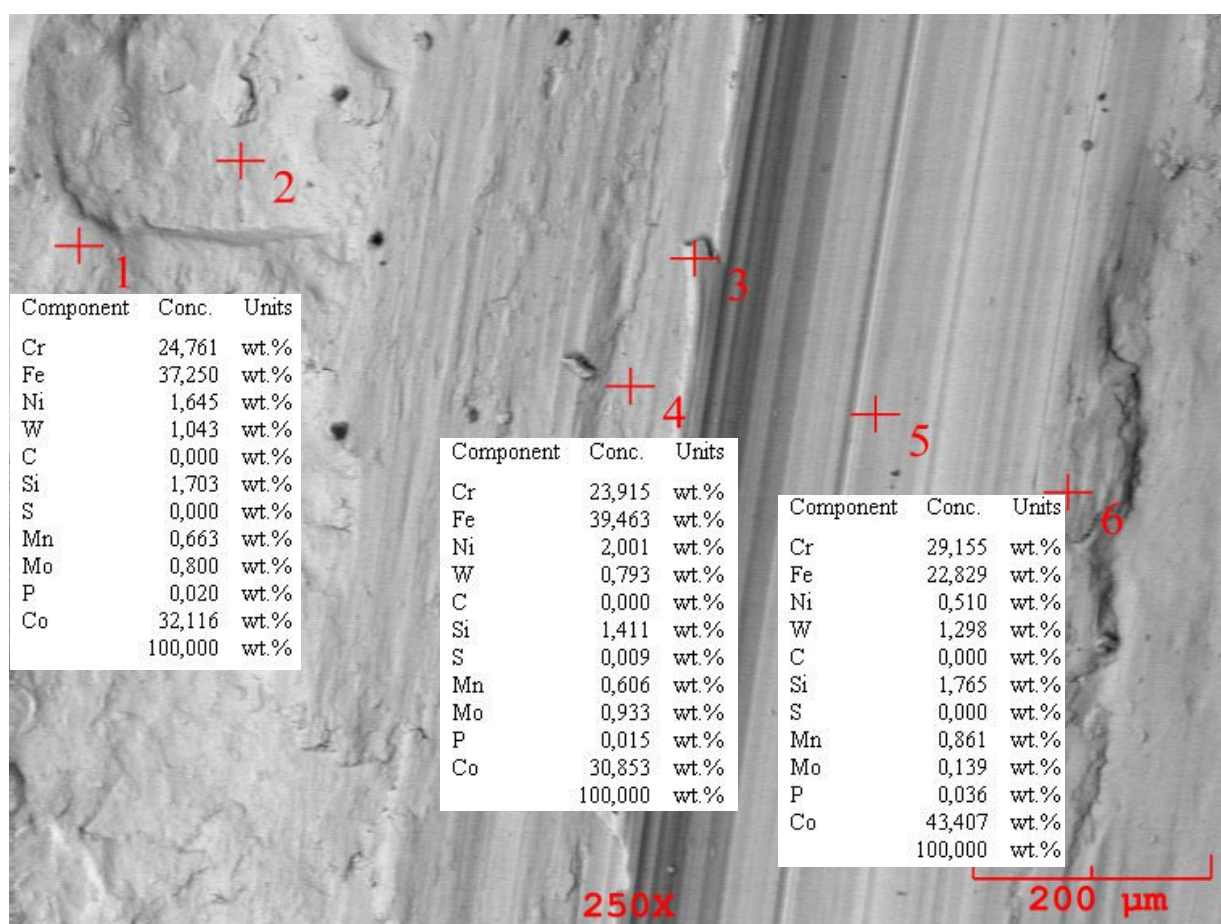 2
1
3
4
5
6
Component Conc. Units
Cr 24,761 wt.%
Fe 37,250 wt.%
Ni 1,645 wt.%
W 1,043 wt.%
C 0,000 wt.%
Si 1,703 wt.%
S 0,000 wt.%
Mn 0,663 wt.%
Mo 0,800 wt.%
P 0,020 wt.%
Co 32,116 wt.%
100,000 wt.%
Component Conc. Units
Cr 23,915 wt.%
Fe 39,463 wt.%
Ni 2,001 wt.%
W 0,793 wt.%
C 0,000 wt.%
Si 1,411 wt.%
S 0,009 wt.%
Mn 0,606 wt.%
Mo 0,933 wt.%
P 0,015 wt.%
Co 30,853 wt.%
100,000 wt.%
Component Conc. Units
Cr 29,155 wt.%
Fe 22,829 wt.%
Ni 0,510 wt.%
W 1,298 wt.%
C 0,000 wt.%
Si 1,765 wt.%
S 0,000 wt.%
Mn 0,861 wt.%
Mo 0,139 wt.%
P 0,036 wt.%
Co 43,407 wt.%
100,000 wt.%
250X
200 µm